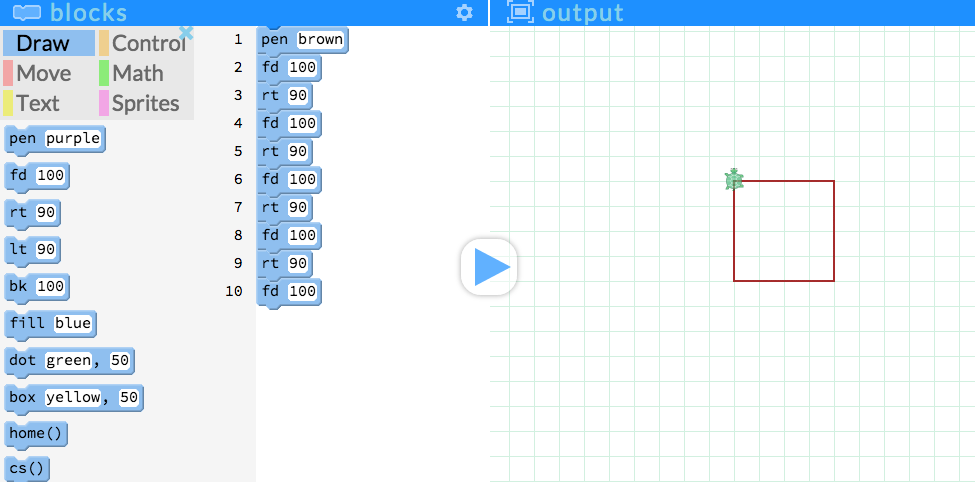 blocks
Draw Control
Move Math
Text Sprites
pen purple
fd 100
rt 90
lt 90
bk 100
fill blue
dot green, 50
box yellow, 50
home()
cs()
1 pen brown
2 fd 100
3 rt 90
4 fd 100
5 rt 90
6 fd 100
7 rt 90
8 fd 100
9 rt 90
10 fd 100
output